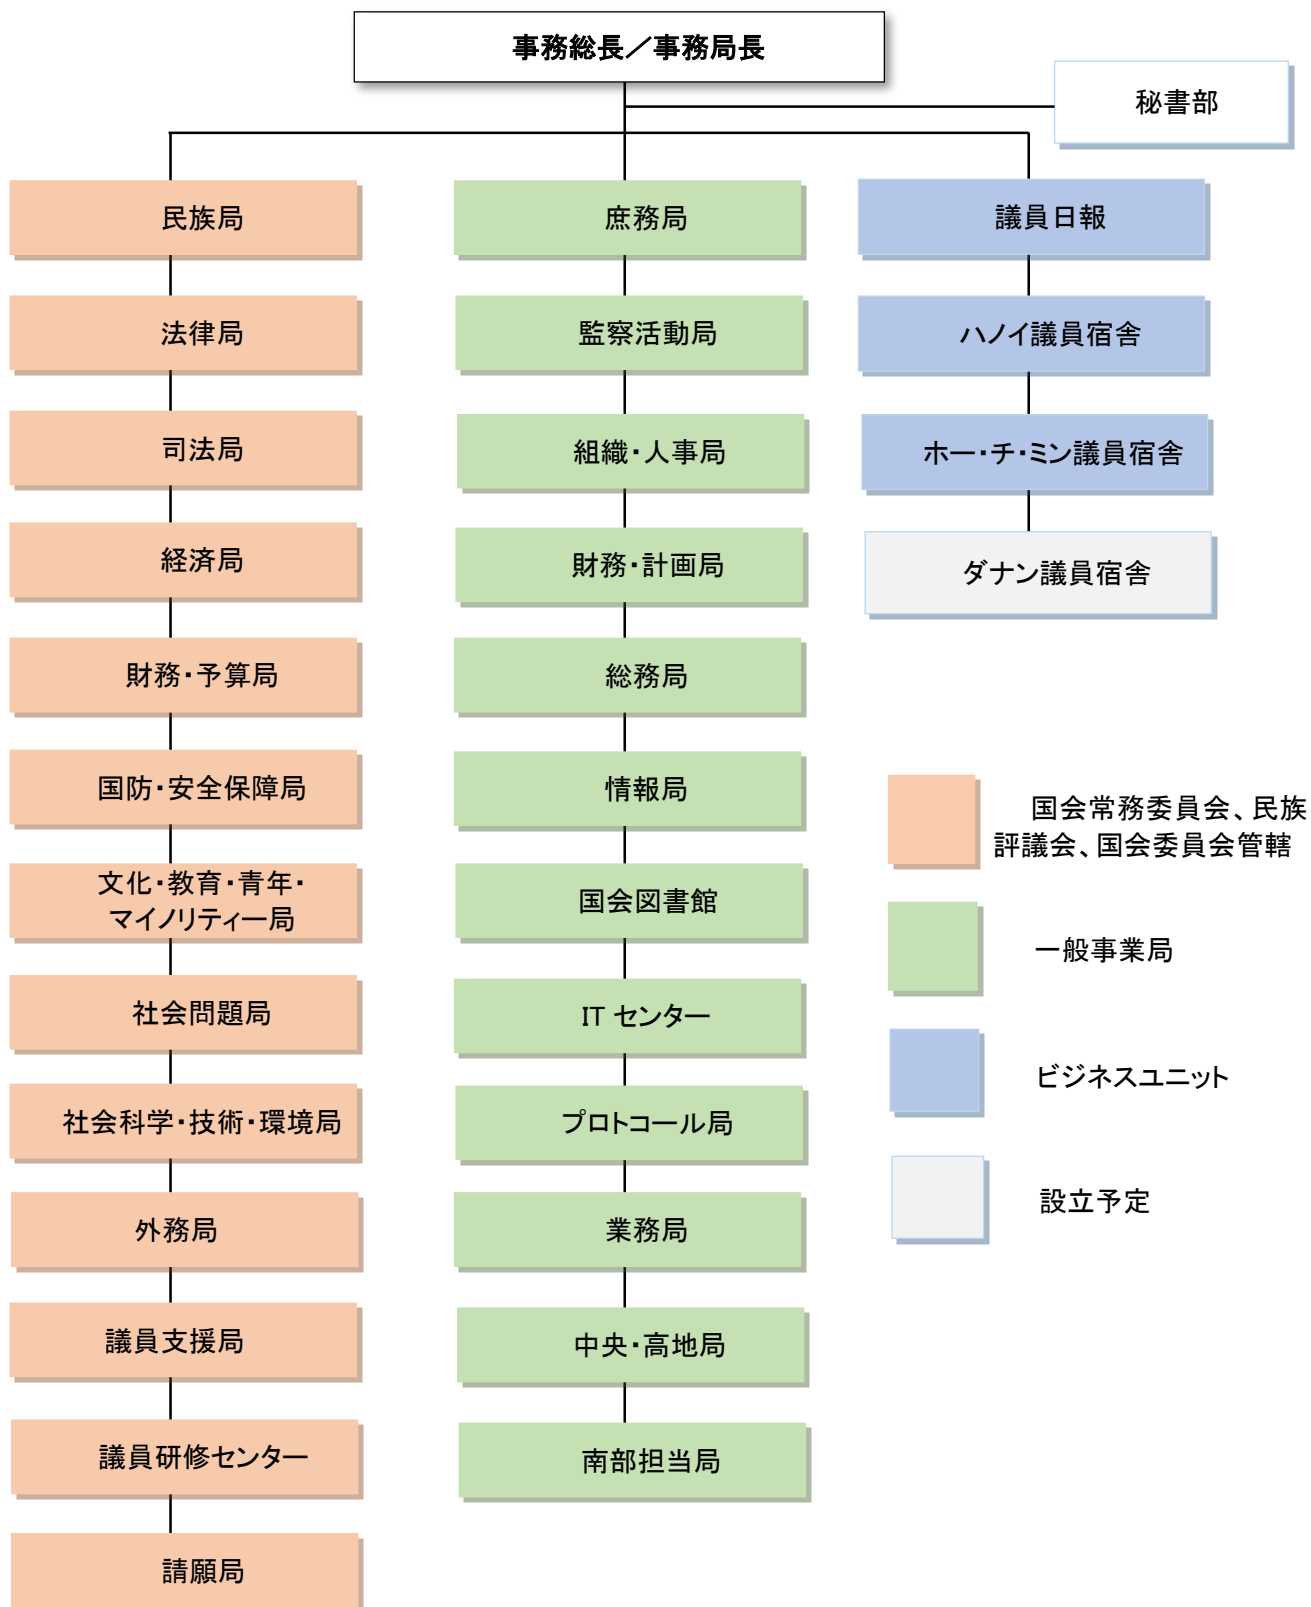 事務総長／事務局長
秘書部
民族局
法律局
司法局
経済局
財務・予算局
国防・安全保障局
文化・教育・青年・
マイノリティー局
社会問題局
社会科学・技術・環境局
外務局
議員支援局
議員研修センター
請願局
庶務局
監察活動局
組織・人事局
財務・計画局
総務局
情報局
国会図書館
IT センター
プロトコール局
業務局
中央・高地局
南部担当局
議員日報
ハノイ議員宿舎
ホー・チ・ミン議員宿舎
ダナン議員宿舎
国会常務委員会、民族
評議会、国会委員会管轄
一般事業局
ビジネスユニット
設立予定